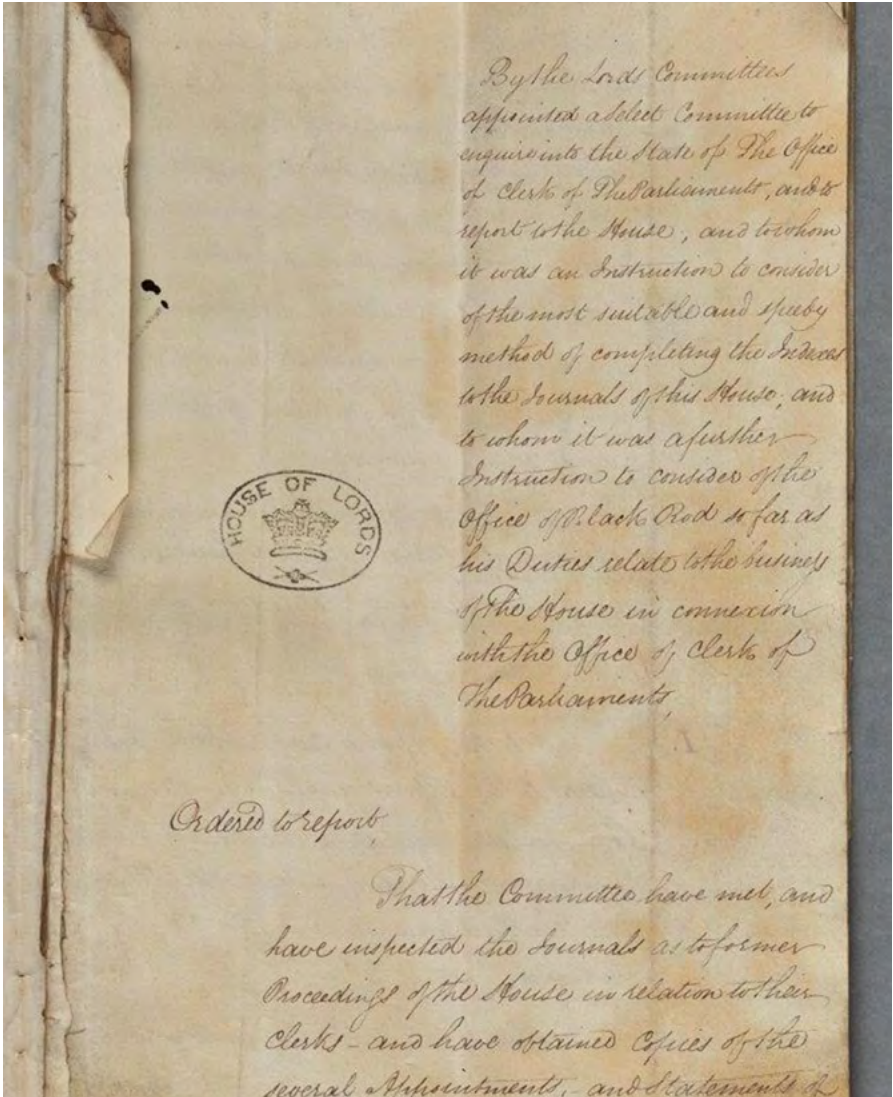 By the Lords Committees
appointed a Select Committee to
enquire into the State of The Office
of Clerk of The Parliaments, and to
report to the House, and to whom
it was an Instruction to consider
of the most suitable and speedy
method of completing the Indexes
to the Journals of this House; and
to whom it was a further
Instruction to consider of the
Office of Black Rod so far as
his Duties relate to the business
of The House in connexion
with the Office of Clerk of
The Parliaments,
HOUSE OF LORDS
Ordered to report,
That the Committee have met, and
have inspected the Journals as to former
Proceedings of the House in relation to their
Clerks - and have obtained Copies of the
several Appointments, - and Statements of